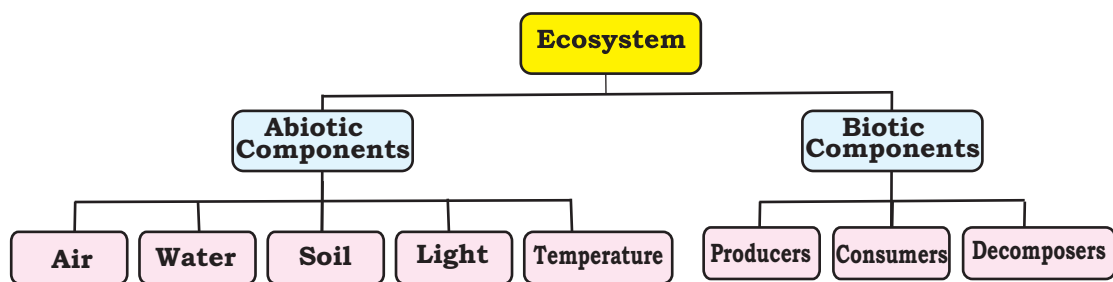 Ecosystem
Abiotic
Components
Biotic
Components
Air
Water
Soil
Light
Temperature
Producers
Consumers
Decomposers